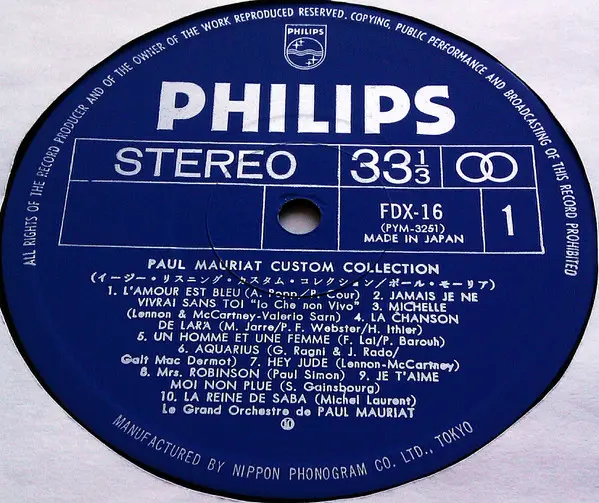 ALL RIGHTS OF THE RECORD PRODUCER AND OF THE OWNER OF THE WORK REPRODUCED RESERVED. COPYING, PUBLIC PERFORMANCE AND BROADCASTING OF THIS RECORD PROHIBITED
PHILIPS
PHILIPS
STEREO 33 1/3
FDX-16 1
(PYM-3251)
MADE IN JAPAN
PAUL MAURIAT CUSTOM COLLECTION
(イージー・リスニング・カスタム・コレクション/ポール・モーリア)
1. L'AMOUR EST BLEU (A. Popp/P. Cour) 2. JAMAIS JE NE
VIVRAI SANS TOI "Io Che non Vivo" 3. MICHELLE
(Lennon & McCartney-Valerio Sarn) 4. LA CHANSON
DE LARA (M. Jarre/P. F. Webster/H. Ithier)
5. UN HOMME ET UNE FEMME (F. Lai/P. Barouh)
6. AQUARIUS (G. Ragni & J. Rado/
Galt Mac Dermot) 7. HEY JUDE (Lennon-McCartney)
8. Mrs. ROBINSON (Paul Simon) 9. JE T'AIME
MOI NON PLUE (S. Gainsbourg)
10. LA REINE DE SABA (Michel Laurent)
Le Grand Orchestre de PAUL MAURIAT
10
MANUFACTURED BY NIPPON PHONOGRAM CO. LTD., TOKYO